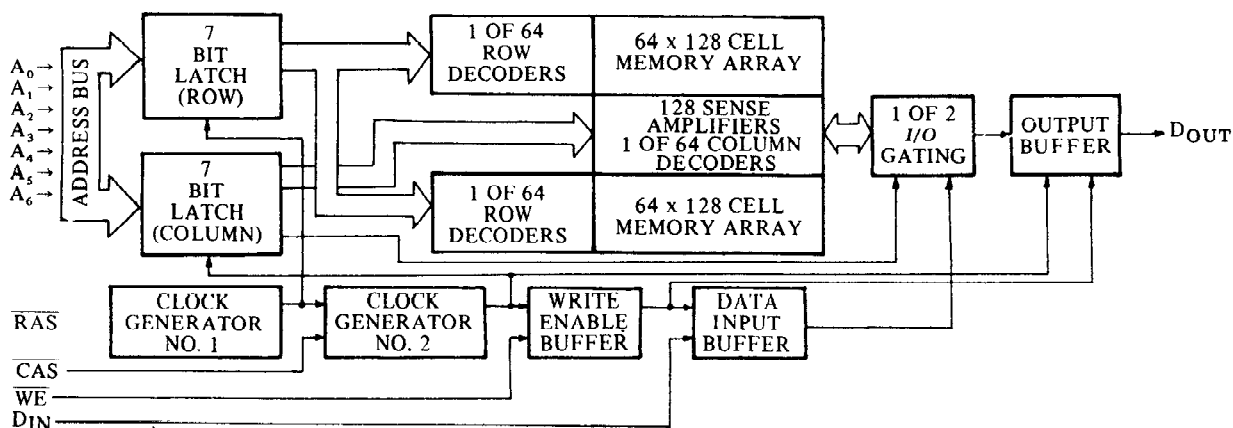 A0
A1
A2
A3
A4
A5
A6
ADDRESS BUS
7
BIT
LATCH
(ROW)
7
BIT
LATCH
(COLUMN)
1 OF 64
ROW
DECODERS
64 x 128 CELL
MEMORY ARRAY
128 SENSE
AMPLIFIERS
1 OF 64 COLUMN
DECODERS
1 OF 64
ROW
DECODERS
64 x 128 CELL
MEMORY ARRAY
1 OF 2
I/O
GATING
OUTPUT
BUFFER
DOUT
RAS
CAS
WE
DIN
CLOCK
GENERATOR
NO. 1
CLOCK
GENERATOR
NO. 2
WRITE
ENABLE
BUFFER
DATA
INPUT
BUFFER